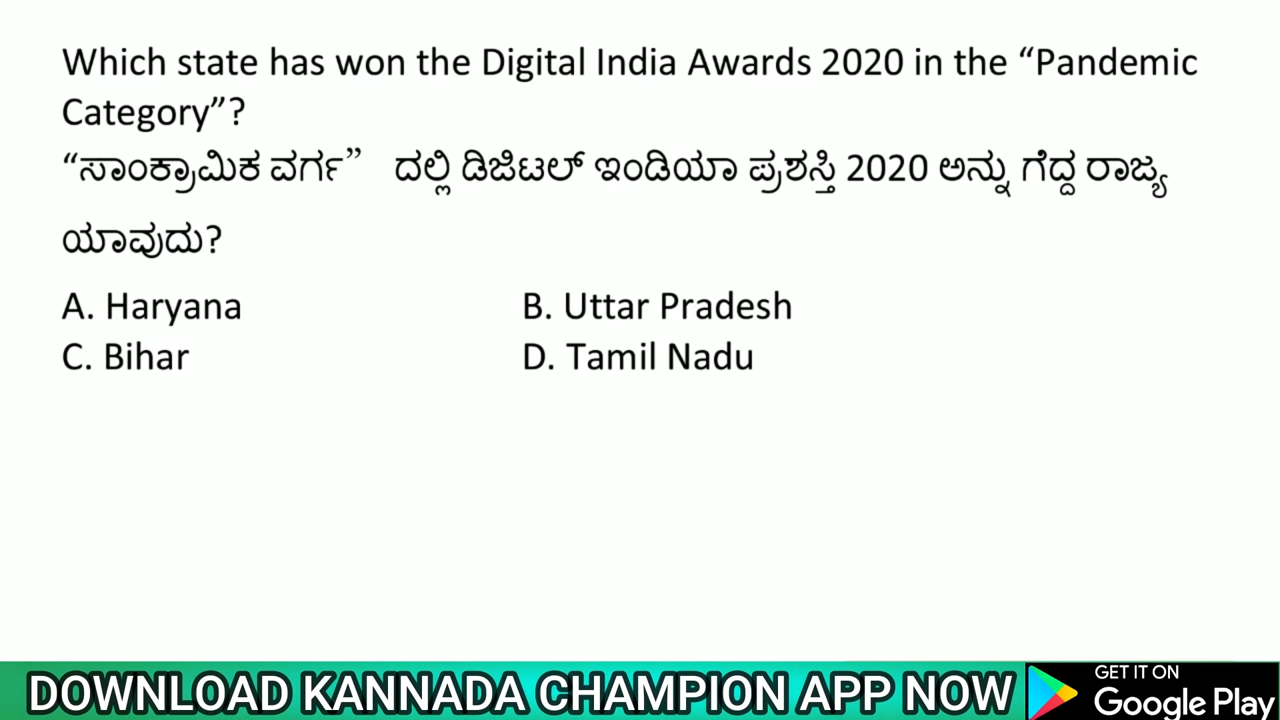 Which state has won the Digital India Awards 2020 in the “Pandemic
Category”?
“ಸಾಂಕ್ರಾಮಿಕ ವರ್ಗ” ದಲ್ಲಿ ಡಿಜಿಟಲ್ ಇಂಡಿಯಾ ಪ್ರಶಸ್ತಿ 2020 ಅನ್ನು ಗೆದ್ದ ರಾಜ್ಯ
ಯಾವುದು?
A. Haryana B. Uttar Pradesh
C. Bihar D. Tamil Nadu
DOWNLOAD KANNADA CHAMPION APP NOW
GET IT ON
Google Play